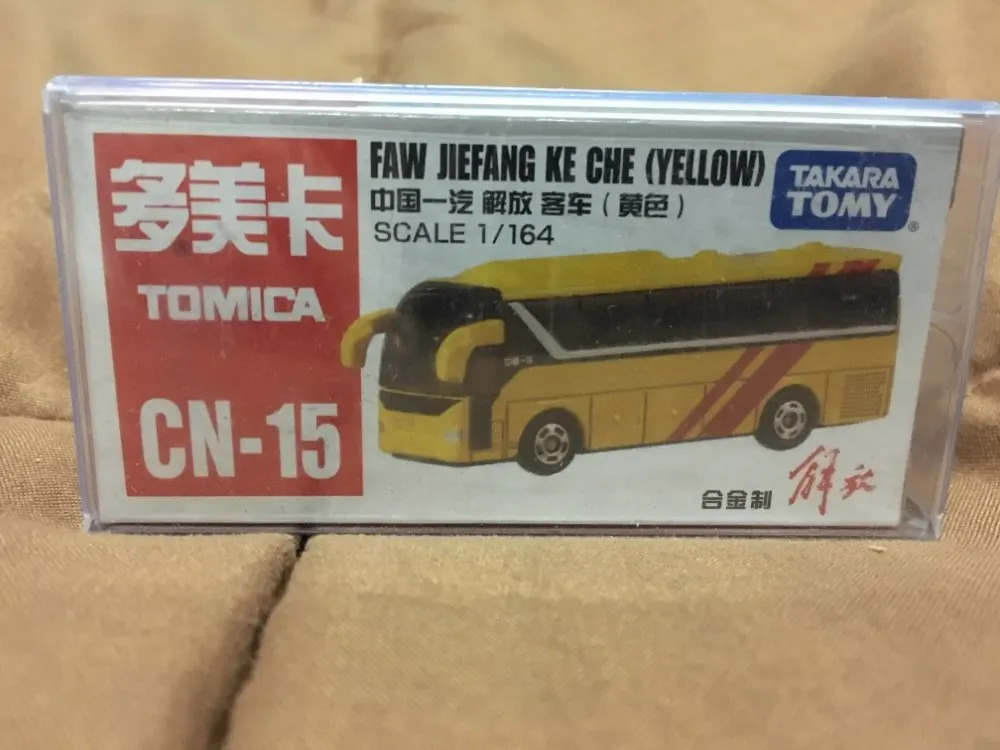 多美卡
TOMICA
CN-15
FAW JIEFANG KE CHE (YELLOW)
中国一汽 解放 客车（黄色）
SCALE 1/164
TAKARA
TOMY
®
合金制
解放